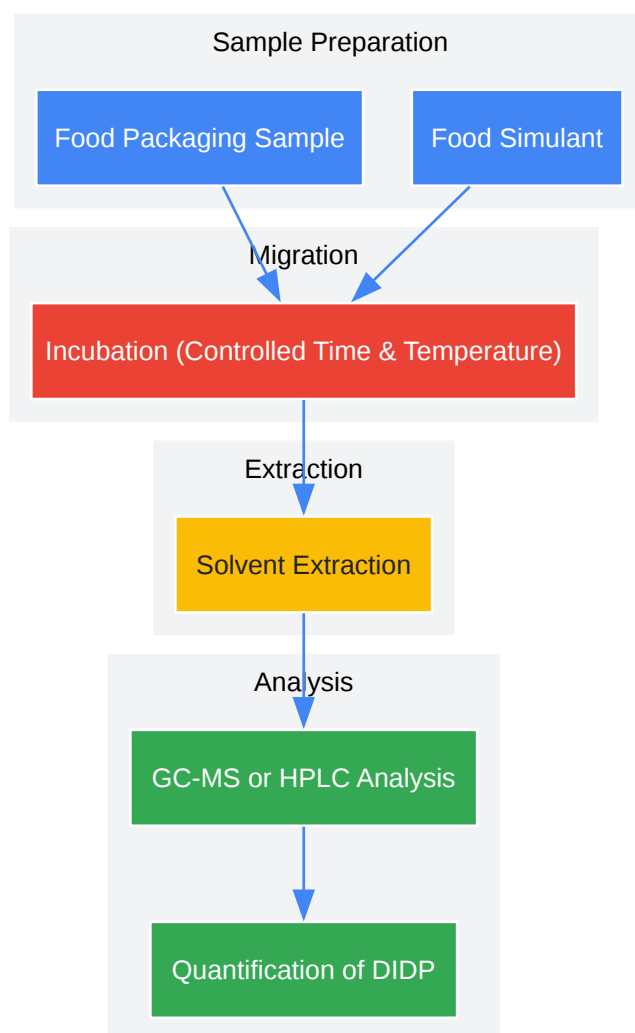 Sample Preparation
Food Packaging Sample
Food Simulant
Migration
Incubation (Controlled Time & Temperature)
Extraction
Solvent Extraction
Analysis
GC-MS or HPLC Analysis
Quantification of DIDP